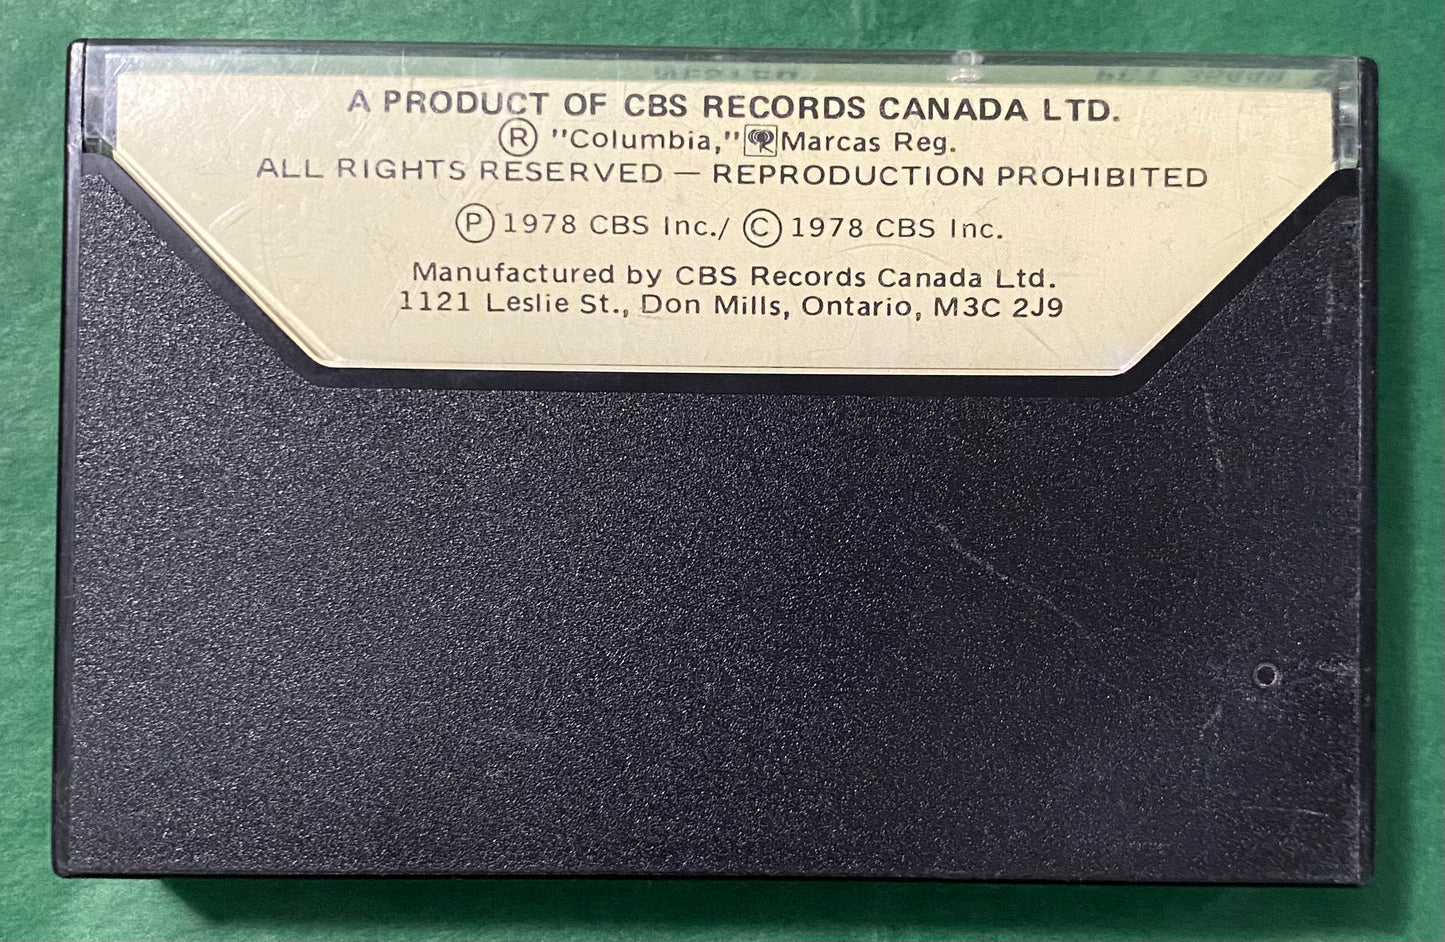 A PRODUCT OF CBS RECORDS CANADA LTD.
® "Columbia," Marcas Reg.
ALL RIGHTS RESERVED — REPRODUCTION PROHIBITED
Ⓟ 1978 CBS Inc./ © 1978 CBS Inc.
Manufactured by CBS Records Canada Ltd.
1121 Leslie St., Don Mills, Ontario, M3C 2J9